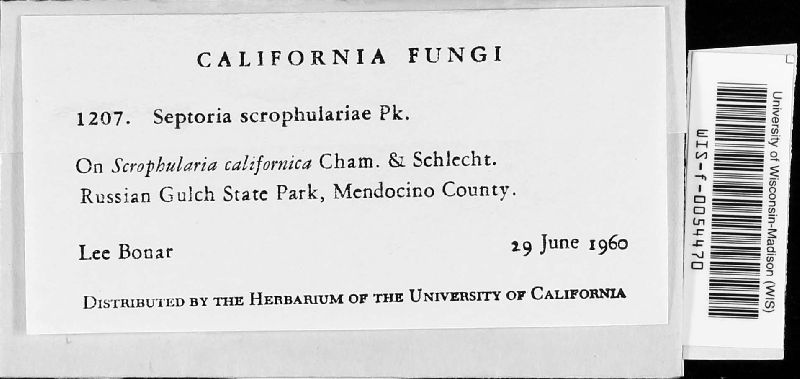 CALIFORNIA FUNGI
1207. Septoria scrophulariae Pk.
On Scrophularia californica Cham. & Schlecht.
Russian Gulch State Park, Mendocino County.
Lee Bonar 29 June 1960
DISTRIBUTED BY THE HERBARIUM OF THE UNIVERSITY OF CALIFORNIA
University of Wisconsin-Madison (WIS)
WIS-f-0054470